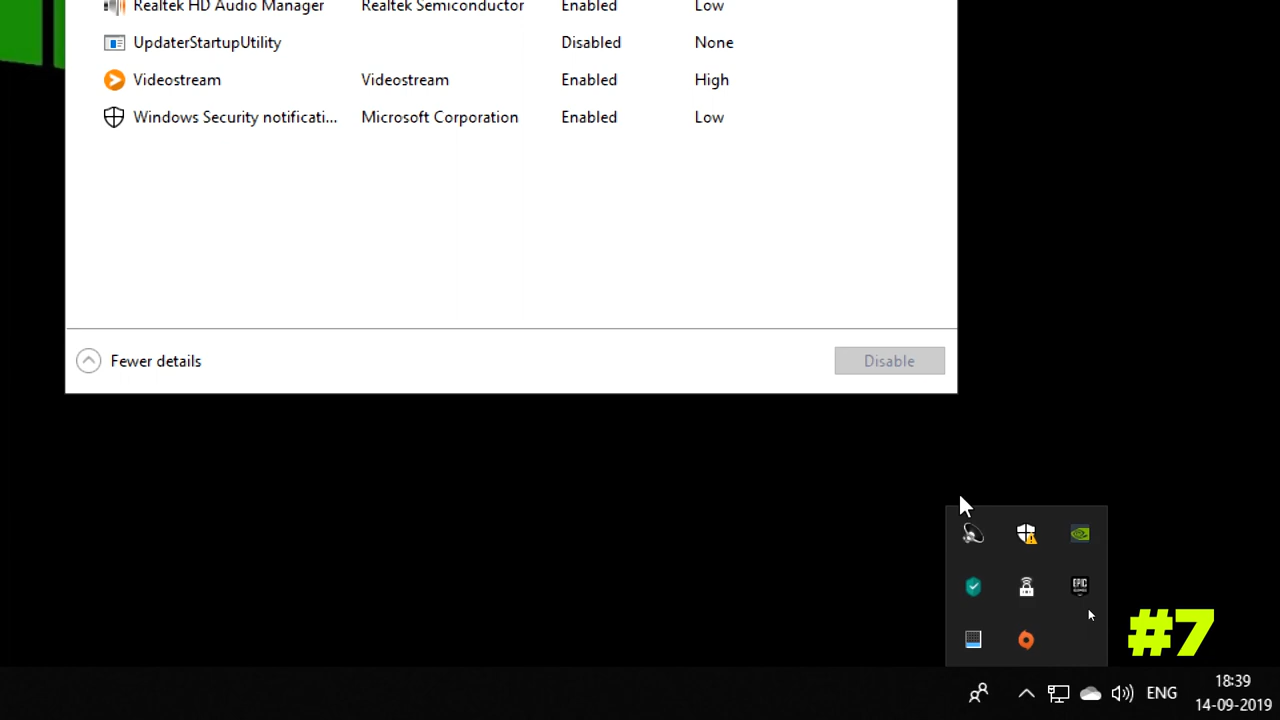 Realtek HD Audio Manager Realtek Semiconductor Enabled Low
UpdaterStartupUtility Disabled None
Videostream Videostream Enabled High
Windows Security notificati... Microsoft Corporation Enabled Low
Fewer details Disable
EPIC
#7
18:39
ENG
14-09-2019